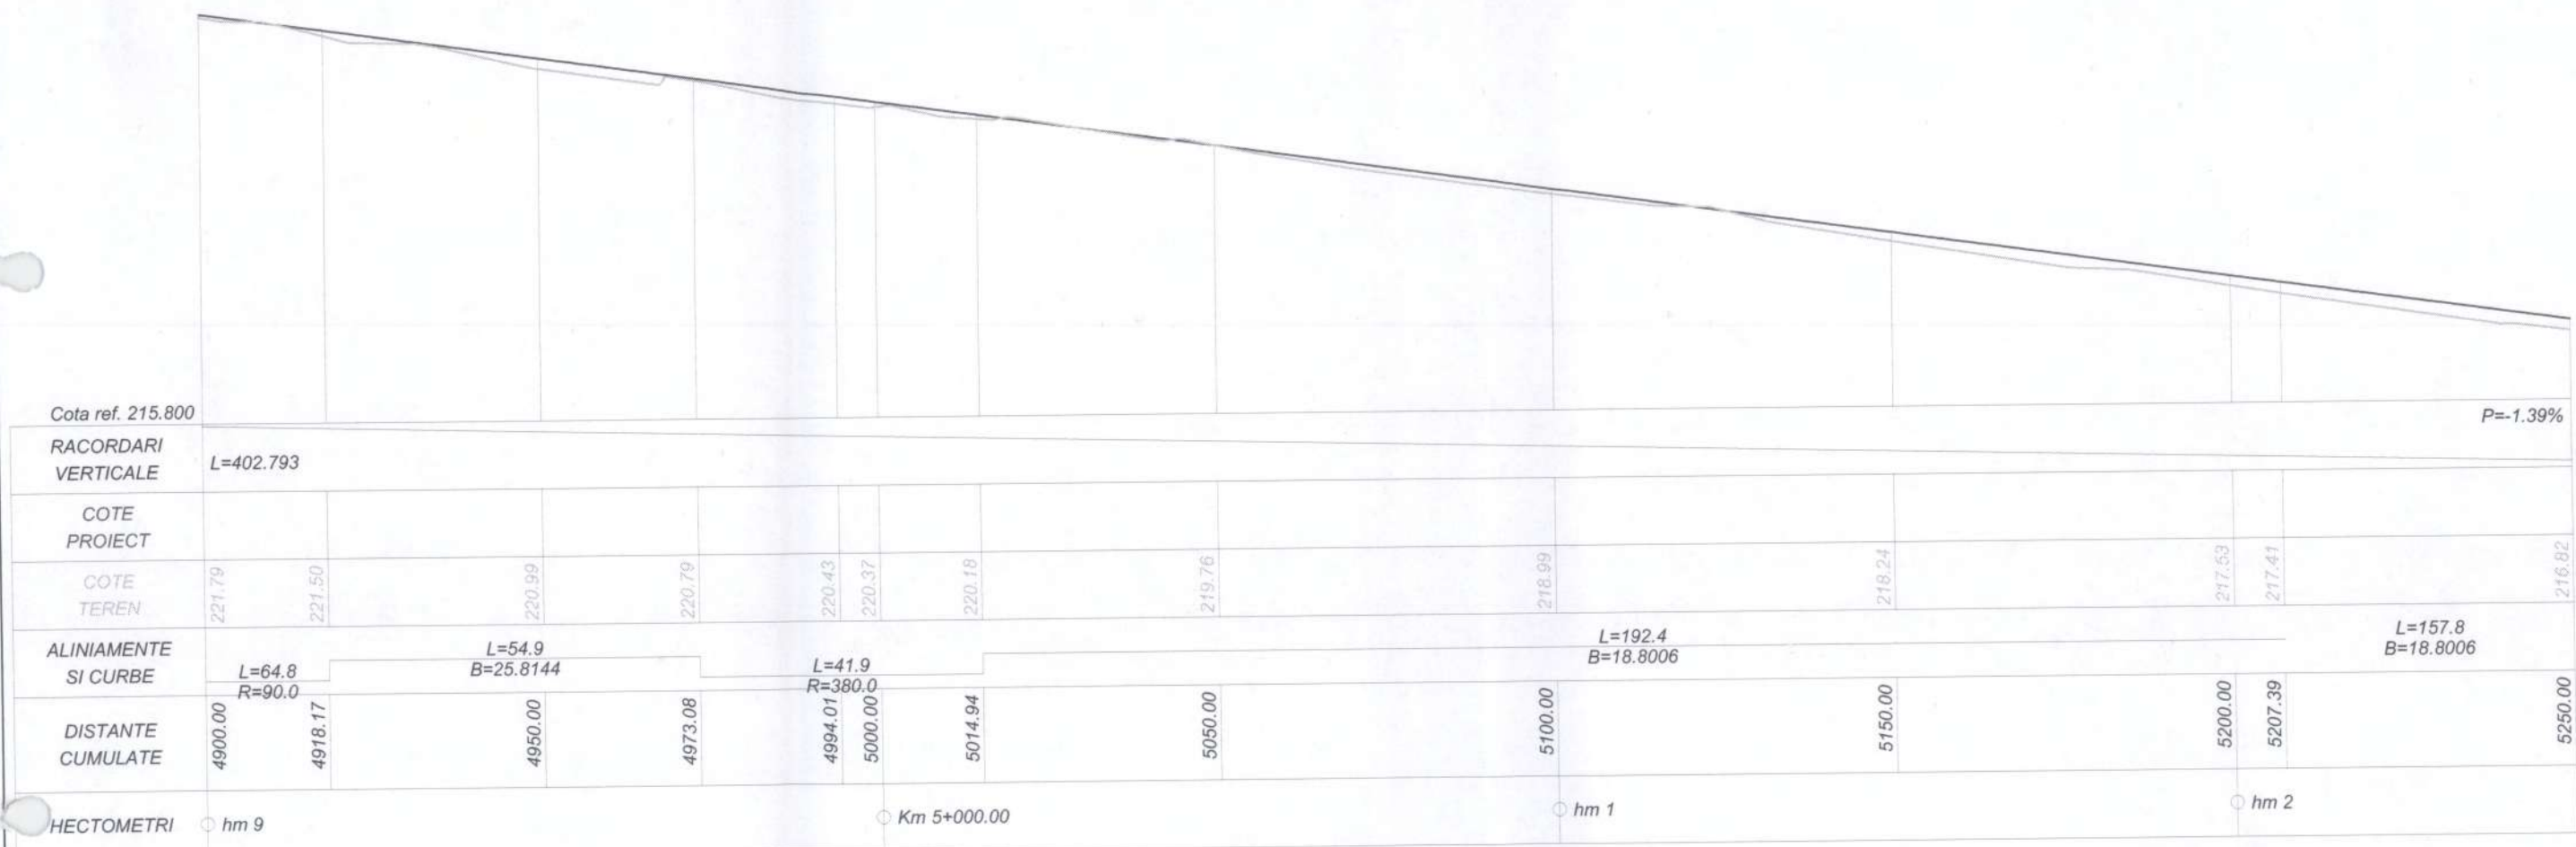 Cota ref. 215.800
P=-1.39%
RACORDARI
VERTICALE
L=402.793
COTE
PROIECT
COTE
TEREN
221.79
221.50
220.99
220.79
220.43
220.37
220.18
219.76
218.99
218.24
217.53
217.41
216.82
ALINIAMENTE
SI CURBE
L=64.8
R=90.0
L=54.9
B=25.8144
L=41.9
R=380.0
L=192.4
B=18.8006
L=157.8
B=18.8006
DISTANTE
CUMULATE
4900.00
4918.17
4950.00
4973.08
4994.01
5000.00
5014.94
5050.00
5100.00
5150.00
5200.00
5207.39
5250.00
HECTOMETRI
hm 9
Km 5+000.00
hm 1
hm 2